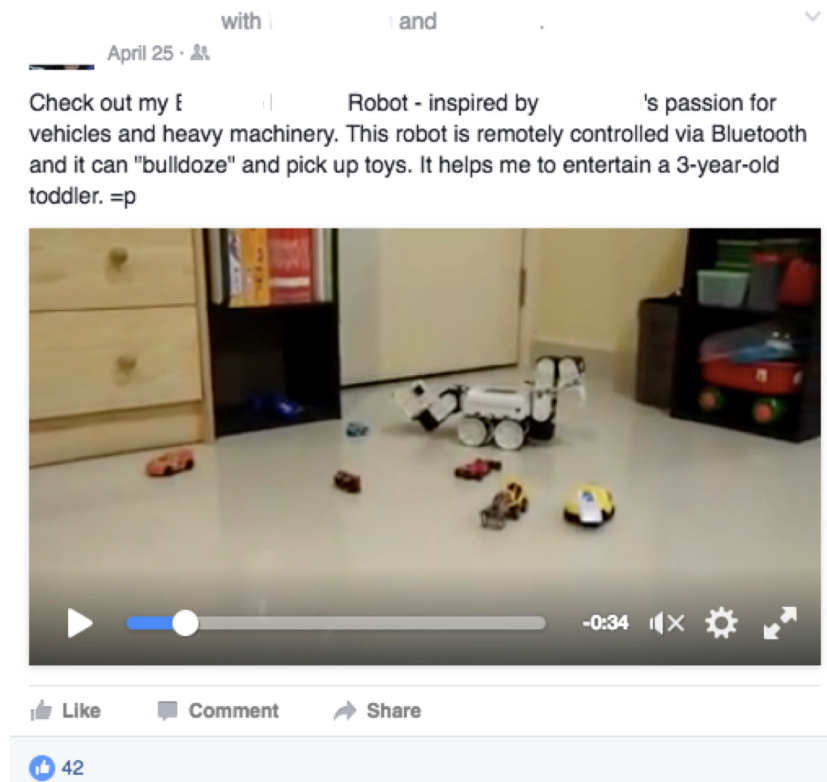 with and .
April 25 ·
Check out my Robot - inspired by 's passion for
vehicles and heavy machinery. This robot is remotely controlled via Bluetooth
and it can "bulldoze" and pick up toys. It helps me to entertain a 3-year-old
toddler. =p
-0:34
Like Comment Share
42